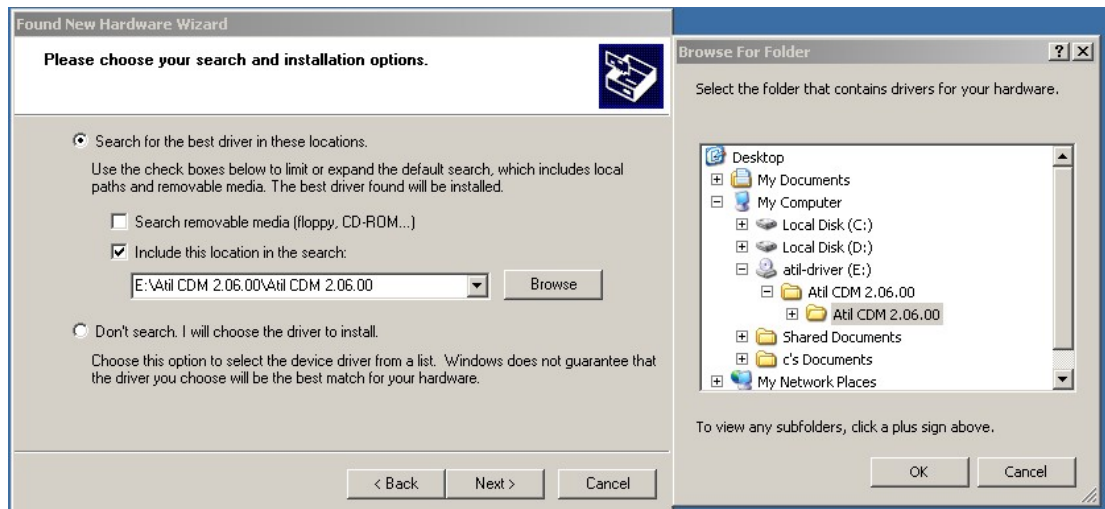 Found New Hardware Wizard
Please choose your search and installation options.
Search for the best driver in these locations.
Use the check boxes below to limit or expand the default search, which includes local
paths and removable media. The best driver found will be installed.
Search removable media (floppy, CD-ROM...)
Include this location in the search:
E:\Atil CDM 2.06.00\Atil CDM 2.06.00
Browse
Don't search. I will choose the driver to install.
Choose this option to select the device driver from a list. Windows does not guarantee that
the driver you choose will be the best match for your hardware.
< Back
Next >
Cancel
Browse For Folder
Select the folder that contains drivers for your hardware.
Desktop
My Documents
My Computer
Local Disk (C:)
Local Disk (D:)
atil-driver (E:)
Atil CDM 2.06.00
Atil CDM 2.06.00
Shared Documents
c's Documents
My Network Places
To view any subfolders, click a plus sign above.
OK
Cancel